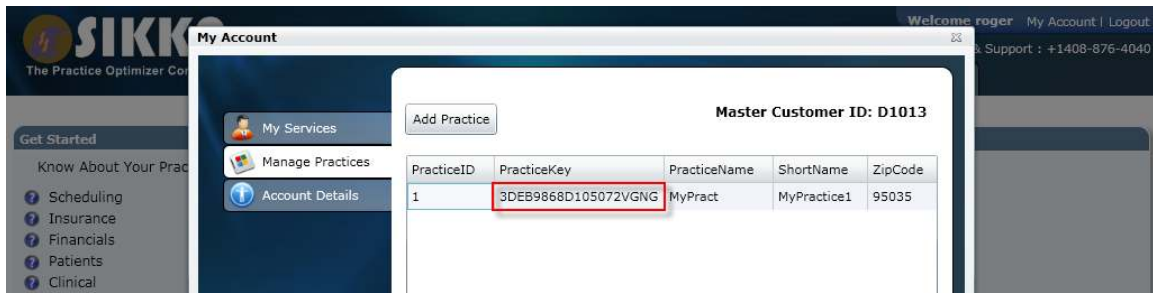 SIKK
The Practice Optimizer Co
Welcome roger My Account | Logout
& Support : +1408-876-4040
My Account
Get Started
Know About Your Prac
Scheduling
Insurance
Financials
Patients
Clinical
My Services
Manage Practices
Account Details
Add Practice
Master Customer ID: D1013
PracticeID PracticeKey PracticeName ShortName ZipCode
1 3DEB9868D105072VGNG MyPract MyPractice1 95035